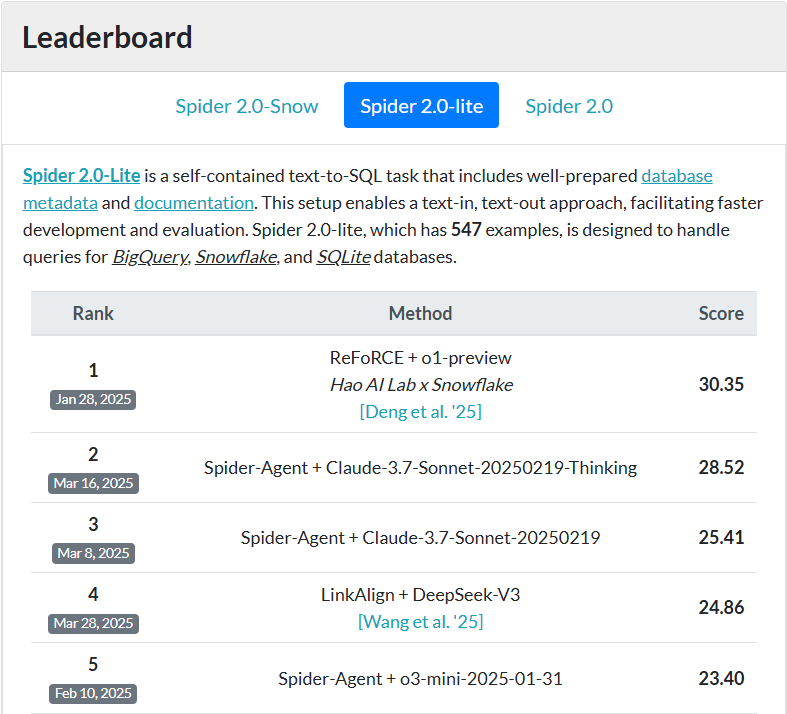 Leaderboard
Spider 2.0-Snow
Spider 2.0-lite
Spider 2.0
Spider 2.0-Lite is a self-contained text-to-SQL task that includes well-prepared database
metadata and documentation. This setup enables a text-in, text-out approach, facilitating faster
development and evaluation. Spider 2.0-lite, which has 547 examples, is designed to handle
queries for BigQuery, Snowflake, and SQLite databases.
Rank Method Score
1
Jan 28, 2025
ReFoRCE + o1-preview
Hao AI Lab x Snowflake
[Deng et al. '25]
30.35
2
Mar 16, 2025
Spider-Agent + Claude-3.7-Sonnet-20250219-Thinking
28.52
3
Mar 8, 2025
Spider-Agent + Claude-3.7-Sonnet-20250219
25.41
4
Mar 28, 2025
LinkAlign + DeepSeek-V3
[Wang et al. '25]
24.86
5
Feb 10, 2025
Spider-Agent + o3-mini-2025-01-31
23.40